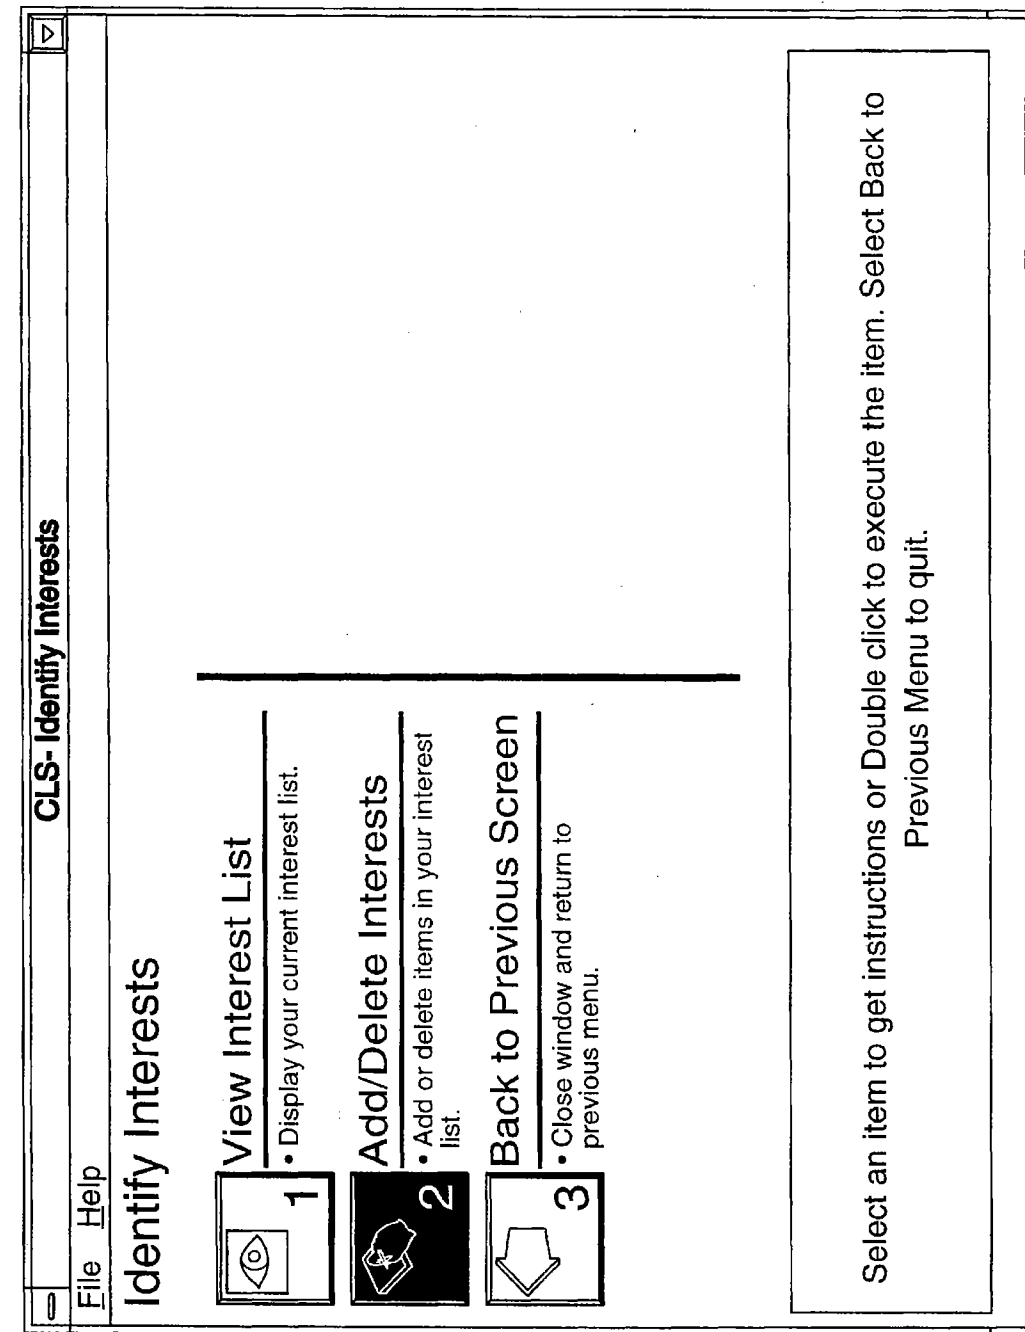 CLS- Identify Interests
File Help
Identify Interests
1
View Interest List
• Display your current interest list.
2
Add/Delete Interests
• Add or delete items in your interest
list.
3
Back to Previous Screen
• Close window and return to
previous menu.
Select an item to get instructions or Double click to execute the item. Select Back to
Previous Menu to quit.